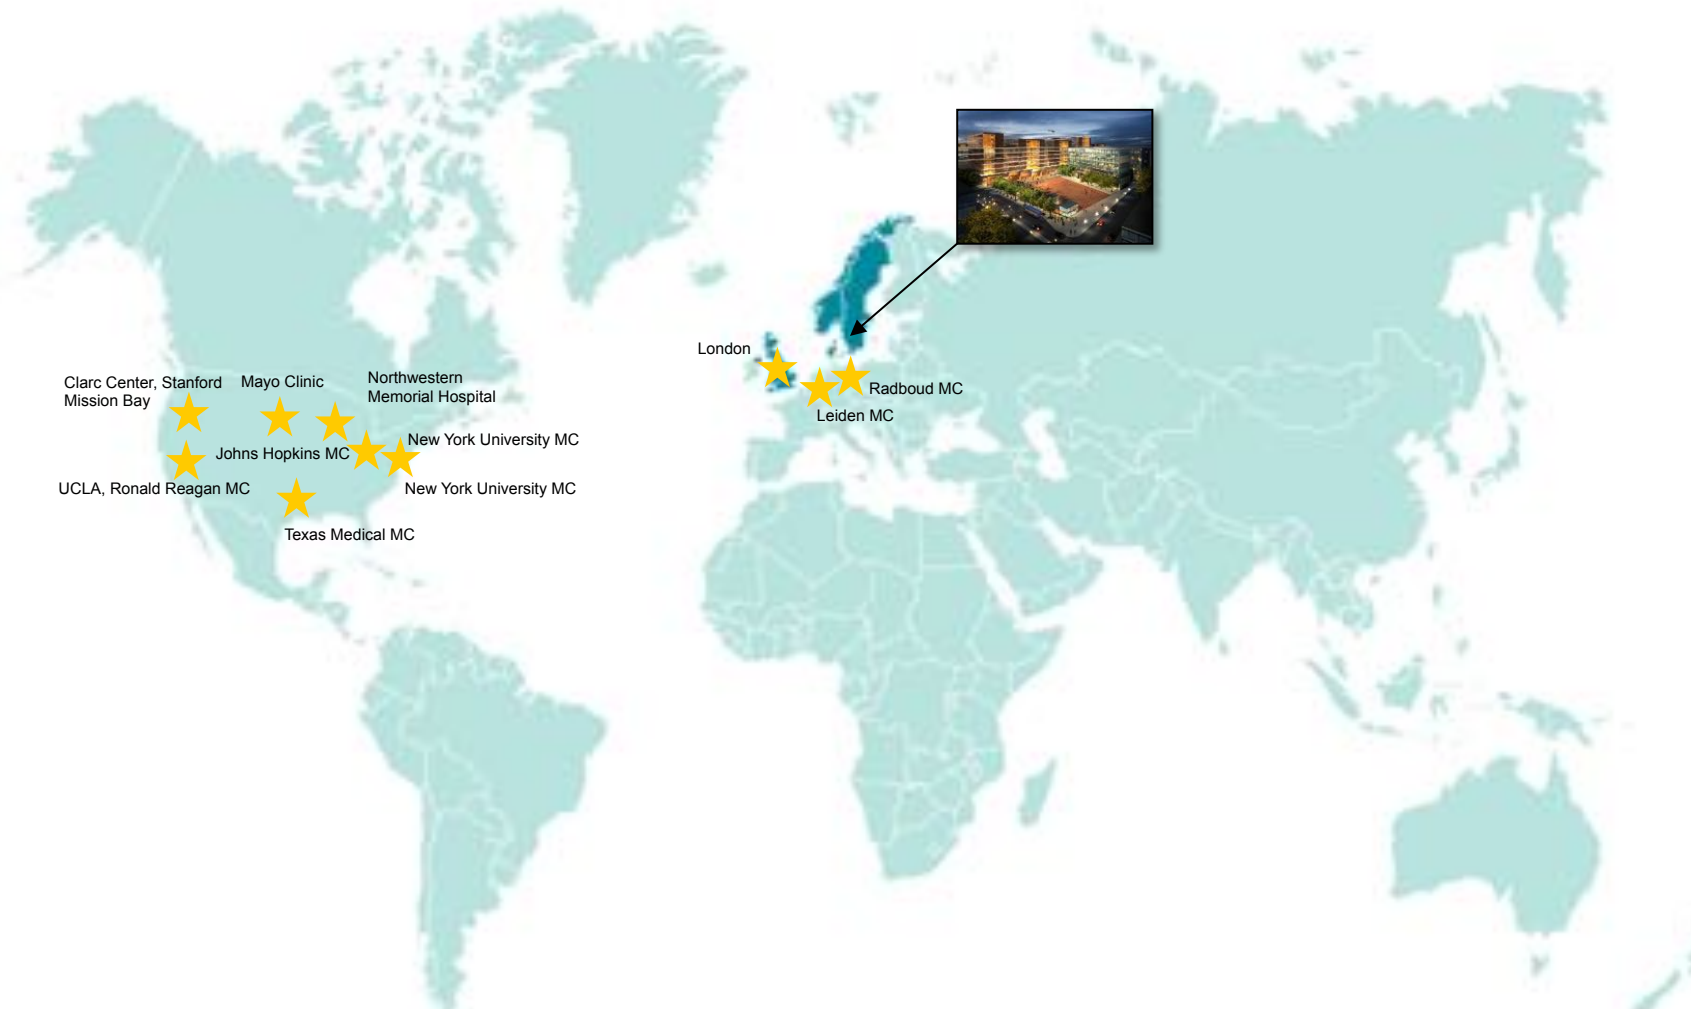 London
Clarc Center, Stanford
Mission Bay
Mayo Clinic
Northwestern
Memorial Hospital
Radboud MC
Leiden MC
New York University MC
Johns Hopkins MC
UCLA, Ronald Reagan MC
New York University MC
Texas Medical MC